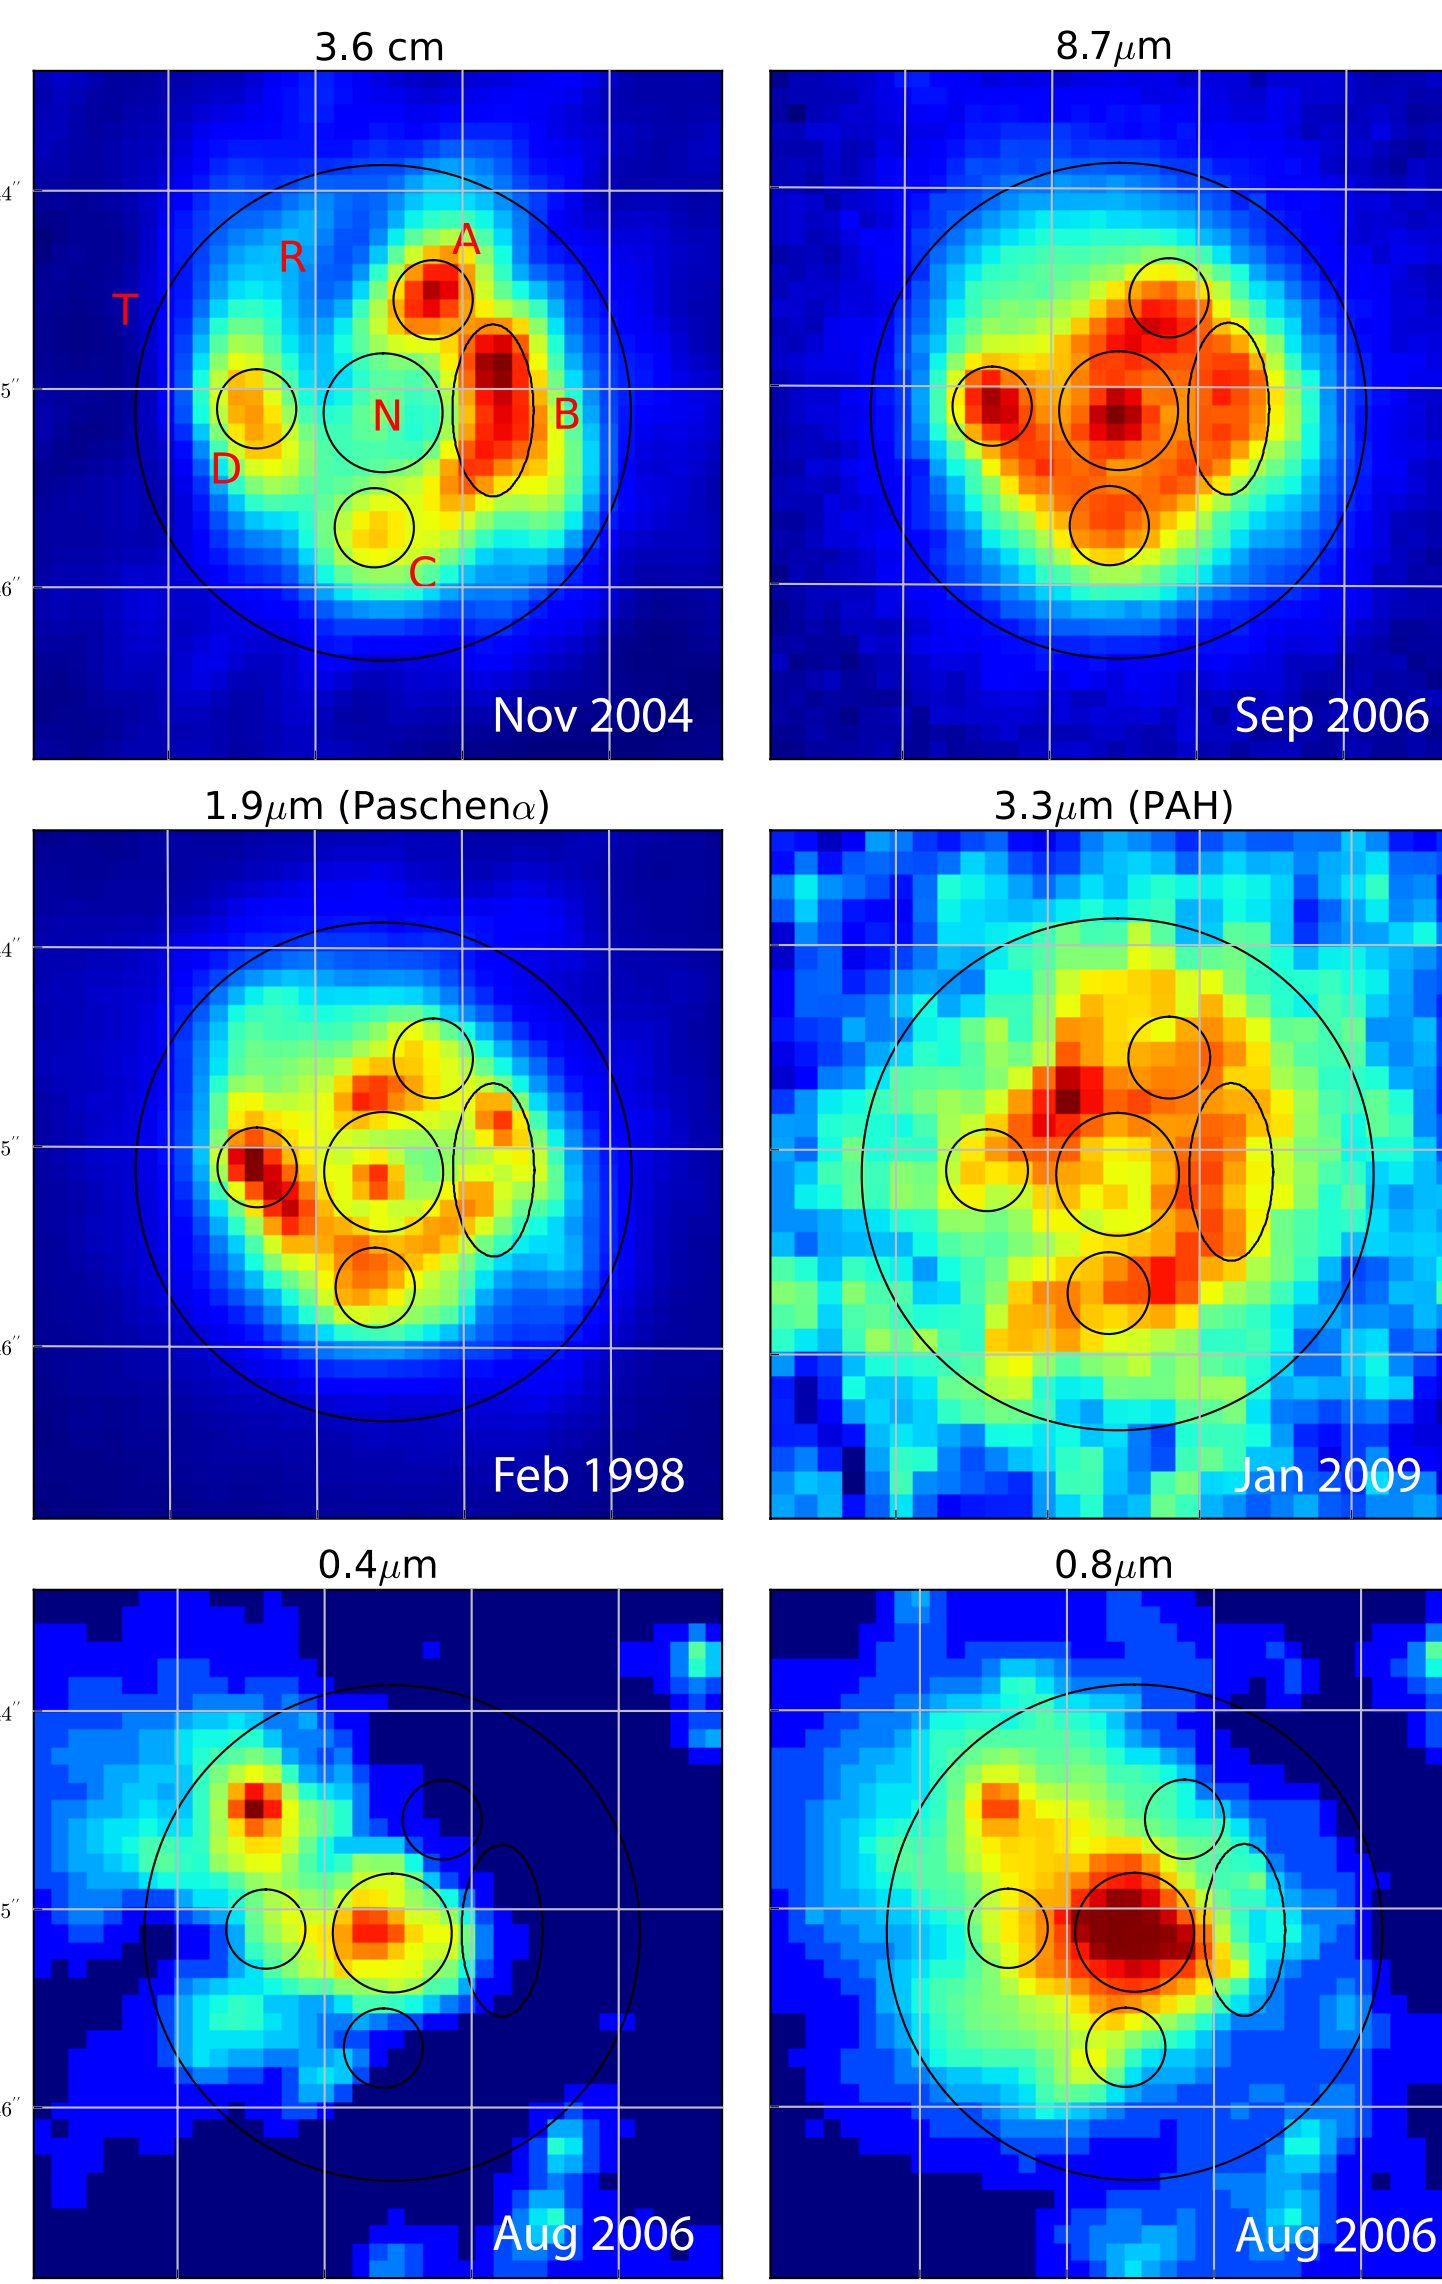 3.6 cm
8.7μm
4″
A
R
T
5″
N
B
D
C
6″
Nov 2004
Sep 2006
1.9μm (Paschenα)
3.3μm (PAH)
4″
5″
6″
Feb 1998
Jan 2009
0.4μm
0.8μm
4″
5″
6″
Aug 2006
Aug 2006